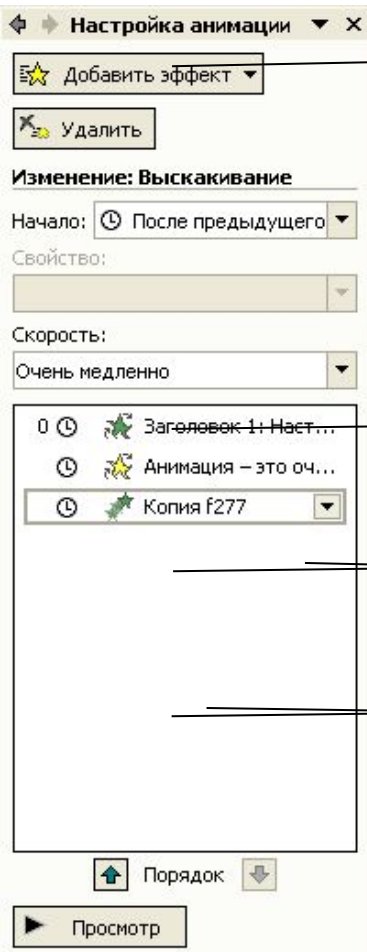 Настройка анимации
Добавить эффект
Удалить
Изменение: Выскакивание
Начало: После предыдущего
Свойство:
Скорость:
Очень медленно
0 Заголовок 1: Наст...
Анимация – это оч...
Копия f277
Порядок
Просмотр